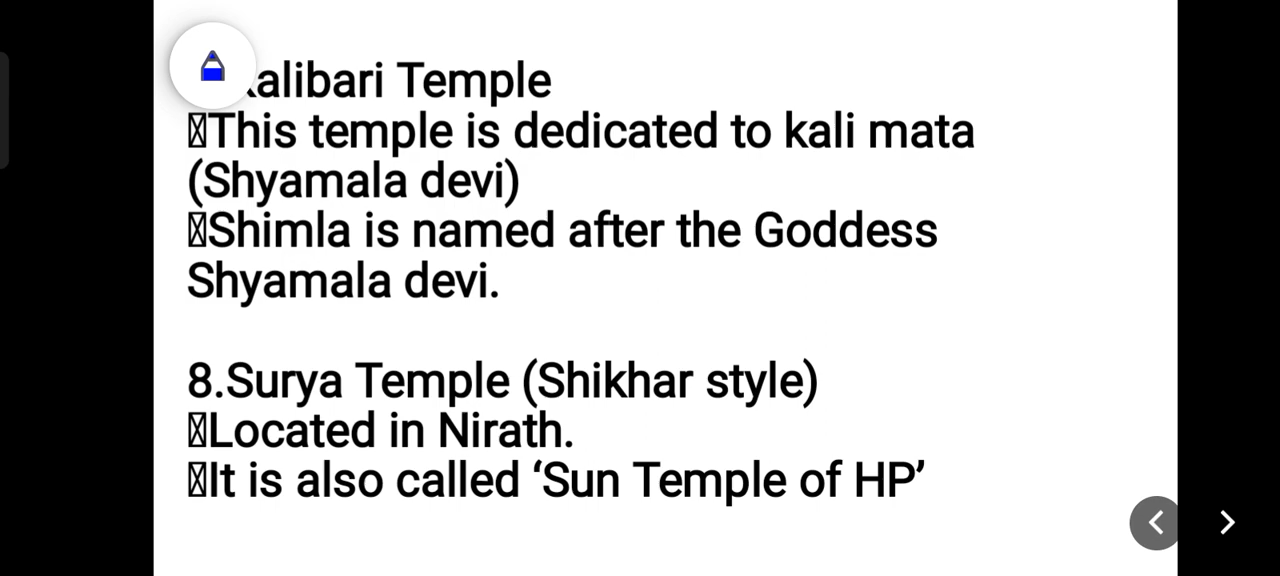 alibari Temple
This temple is dedicated to kali mata
(Shyamala devi)
Shimla is named after the Goddess
Shyamala devi.
8.Surya Temple (Shikhar style)
Located in Nirath.
It is also called ‘Sun Temple of HP’